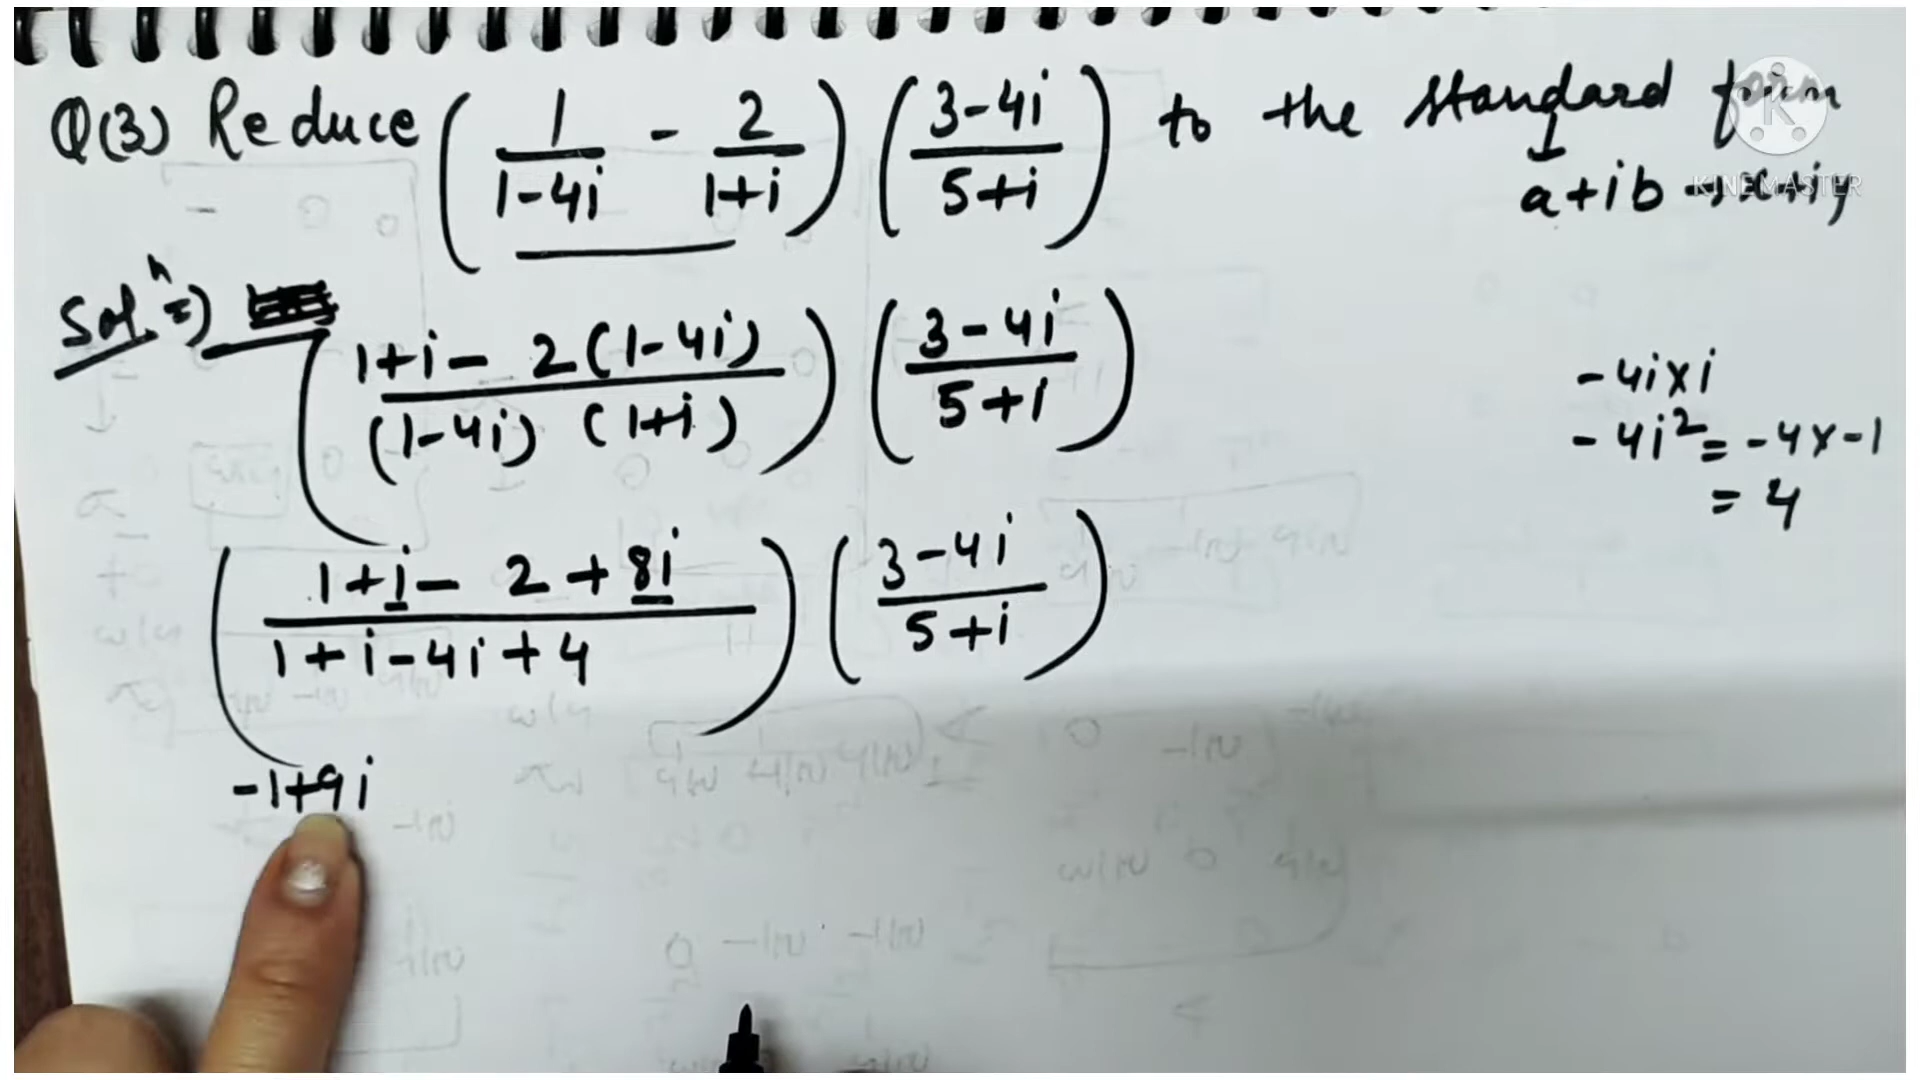 Q(3) Reduce (1/1-4i - 2/1+i) (3-4i/5+i) to the standard form
a+ib
Solⁿ=) (1+i- 2(1-4i)/(1-4i) (1+i)) (3-4i/5+i)
-4i×i
-4i² = -4×-1
= 4
(1+i- 2+8i/1+i-4i+4) (3-4i/5+i)
-1+9i
KINEMASTER